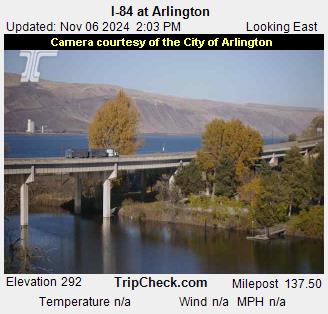 I-84 at Arlington
Updated: Nov 06 2024 2:03 PM Looking East
Camera courtesy of the City of Arlington
Elevation 292 TripCheck.com Milepost 137.50
Temperature n/a Wind n/a MPH n/a